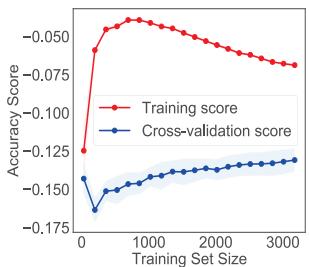 Accuracy Score
−0.050
−0.075
−0.100
−0.125
−0.150
−0.175
Training score
Cross-validation score
0
1000
2000
3000
Training Set Size